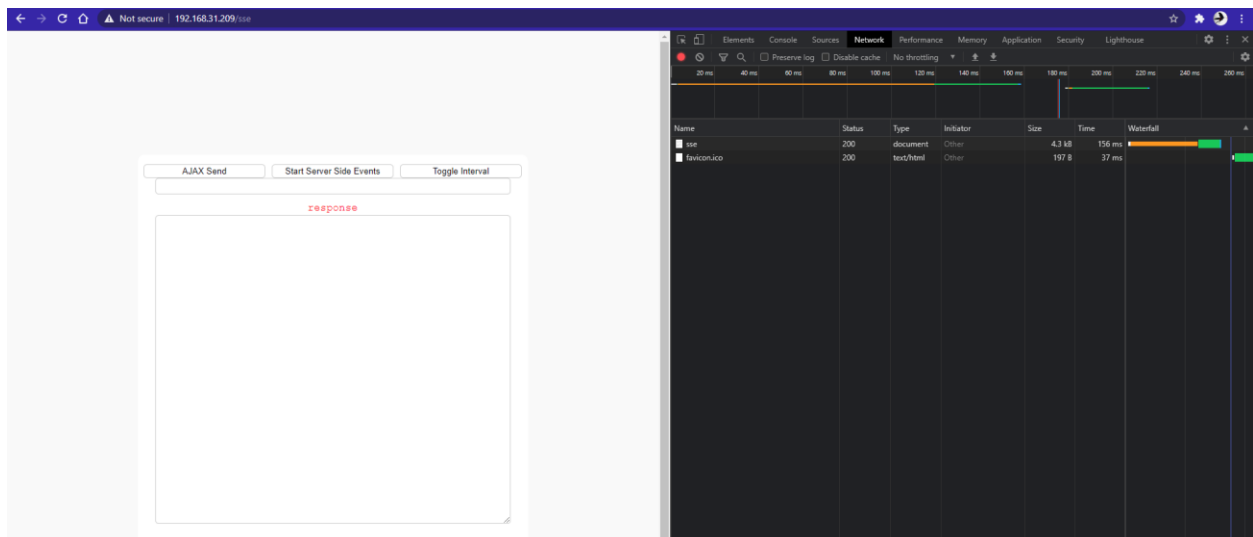 Not secure | 192.168.31.209/sse
Elements Console Sources Network Performance Memory Application Security Lighthouse
Preserve log Disable cache No throttling
20 ms 40 ms 60 ms 80 ms 100 ms 120 ms 140 ms 160 ms 180 ms 200 ms 220 ms 240 ms 260 ms
Name Status Type Initiator Size Time Waterfall
sse 200 document Other 4.3 kB 156 ms
favicon.ico 200 text/html Other 197 B 37 ms
AJAX Send Start Server Side Events Toggle Interval
response